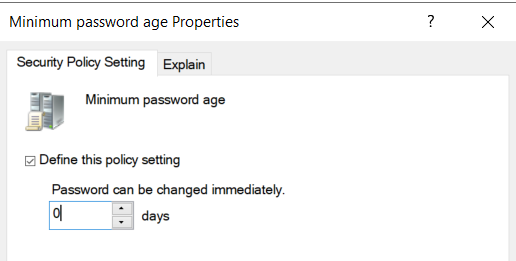 Minimum password age Properties
?
Security Policy Setting
Explain
Minimum password age
Define this policy setting
Password can be changed immediately.
0
days